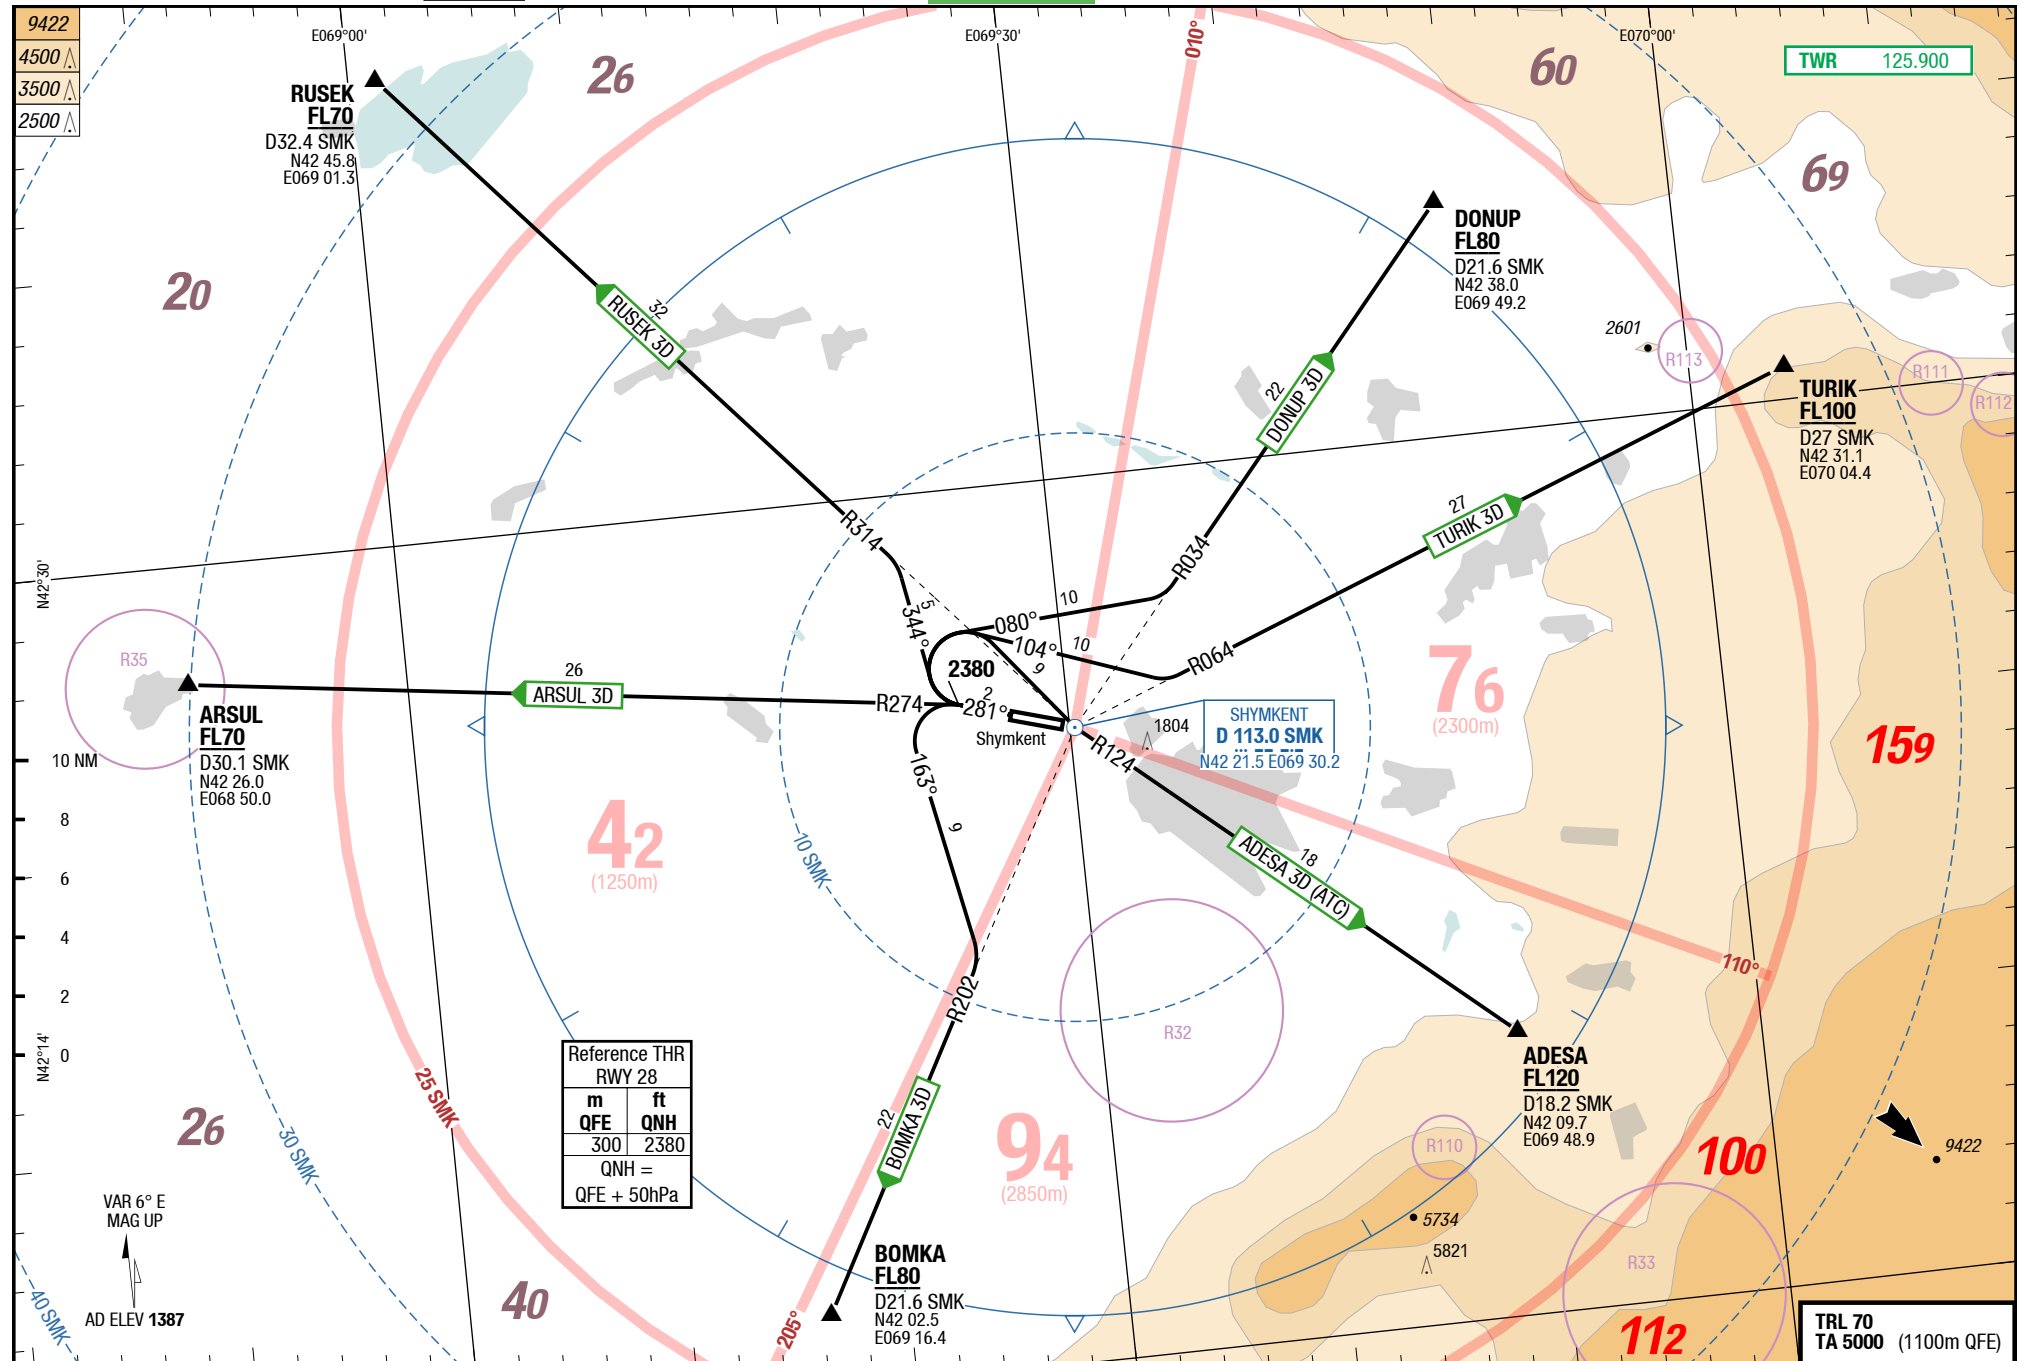 9422
4500
3500
2500
E069°00'
E069°30'
E070°00'
26
010°
60
TWR 125.900
RUSEK
FL70
D32.4 SMK
N42 45.8
E069 01.3
69
DONUP
FL80
D21.6 SMK
N42 38.0
E069 49.2
20
32
RUSEK 3D
2601
R113
R111
R112
TURIK
FL100
D27 SMK
N42 31.1
E070 04.4
22
DONUP 3D
27
TURIK 3D
R314
R034
N42°30'
5
344°
080°
10
104°
10
9
R064
R35
2380
26
ARSUL 3D
R274
2
281°
Shymkent
76
(2300m)
ARSUL
FL70
D30.1 SMK
N42 26.0
E068 50.0
SHYMKENT
D 113.0 SMK
N42 21.5 E069 30.2
1804
R124
159
10 NM
8
6
4
2
0
163°
9
42
(1250m)
10 SMK
18
ADESA 3D (ATC)
110°
R202
R32
N42°14'
Reference THR
RWY 28
m ft
QFE QNH
300 2380
QNH =
QFE + 50hPa
25 SMK
ADESA
FL120
D18.2 SMK
N42 09.7
E069 48.9
26
30 SMK
22
BOMKA 3D
94
(2850m)
R110
100
9422
5734
5821
VAR 6° E
MAG UP
AD ELEV 1387
40 SMK
40
BOMKA
FL80
D21.6 SMK
N42 02.5
E069 16.4
205°
R33
112
TRL 70
TA 5000 (1100m QFE)